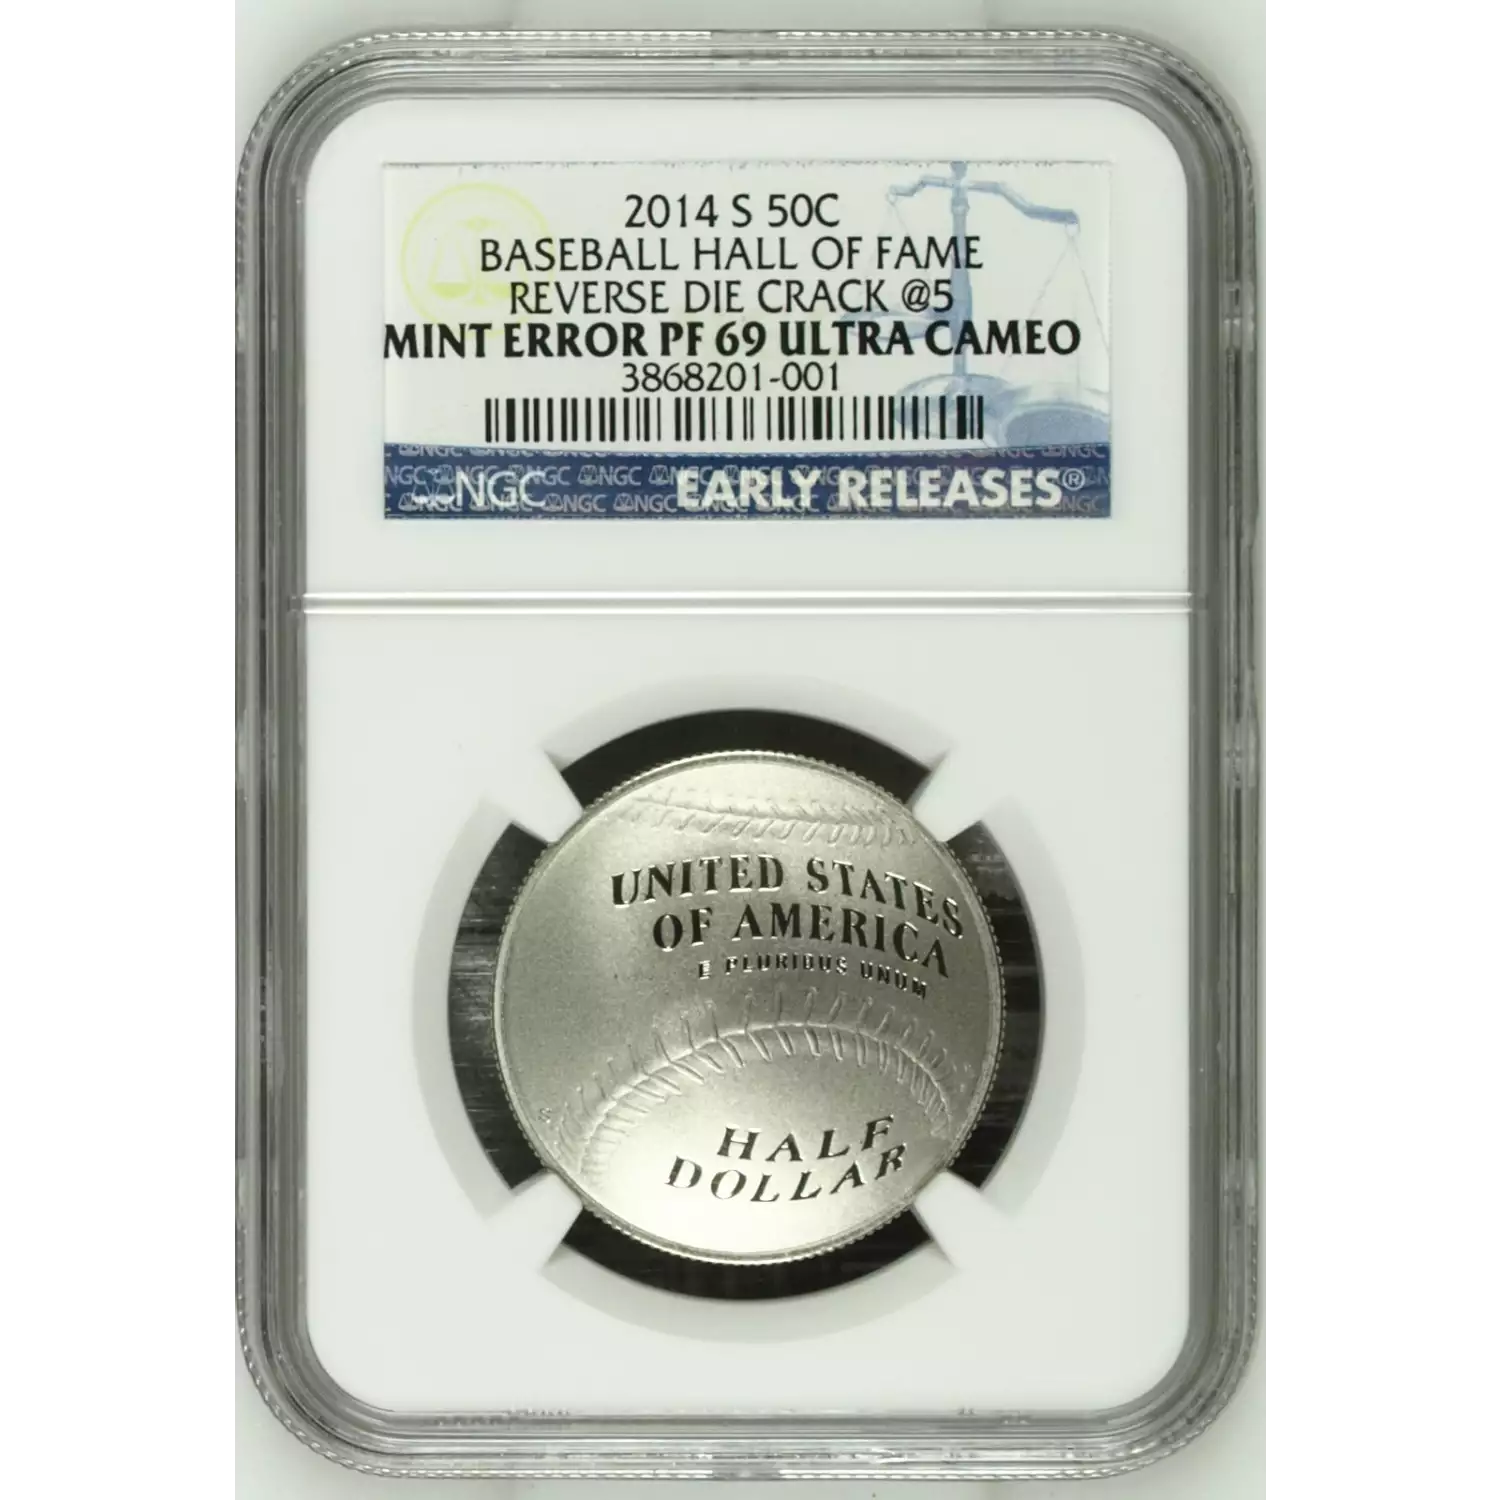 2014 S 50C
BASEBALL HALL OF FAME
REVERSE DIE CRACK @5
MINT ERROR PF 69 ULTRA CAMEO
3868201-001
NGC EARLY RELEASES®
UNITED STATES
OF AMERICA
E PLURIBUS UNUM
S
HALF
DOLLAR